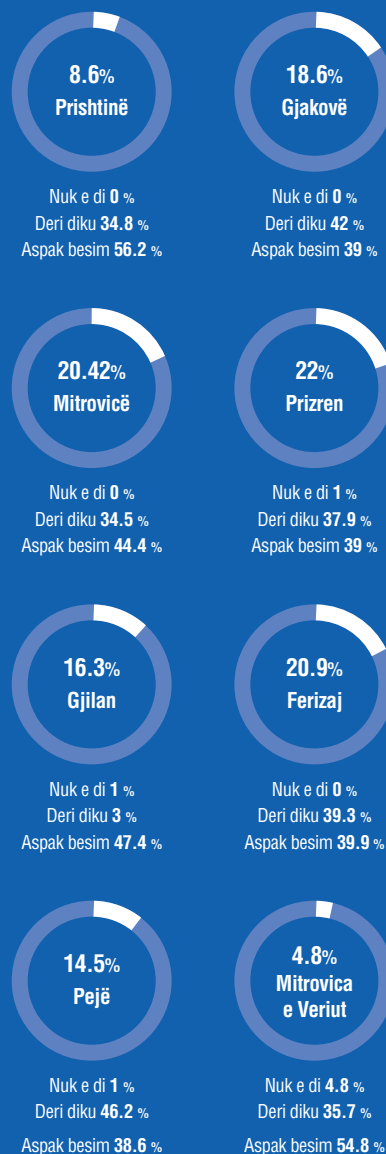 8.6%
Prishtinë
Nuk e di 0 %
Deri diku 34.8 %
Aspak besim 56.2 %
18.6%
Gjakovë
Nuk e di 0 %
Deri diku 42 %
Aspak besim 39 %
20.42%
Mitrovicë
Nuk e di 0 %
Deri diku 34.5 %
Aspak besim 44.4 %
22%
Prizren
Nuk e di 1 %
Deri diku 37.9 %
Aspak besim 39 %
16.3%
Gjilan
Nuk e di 1 %
Deri diku 3 %
Aspak besim 47.4 %
20.9%
Ferizaj
Nuk e di 0 %
Deri diku 39.3 %
Aspak besim 39.9 %
14.5%
Pejë
Nuk e di 1 %
Deri diku 46.2 %
Aspak besim 38.6 %
4.8%
Mitrovica
e Veriut
Nuk e di 4.8 %
Deri diku 35.7 %
Aspak besim 54.8 %